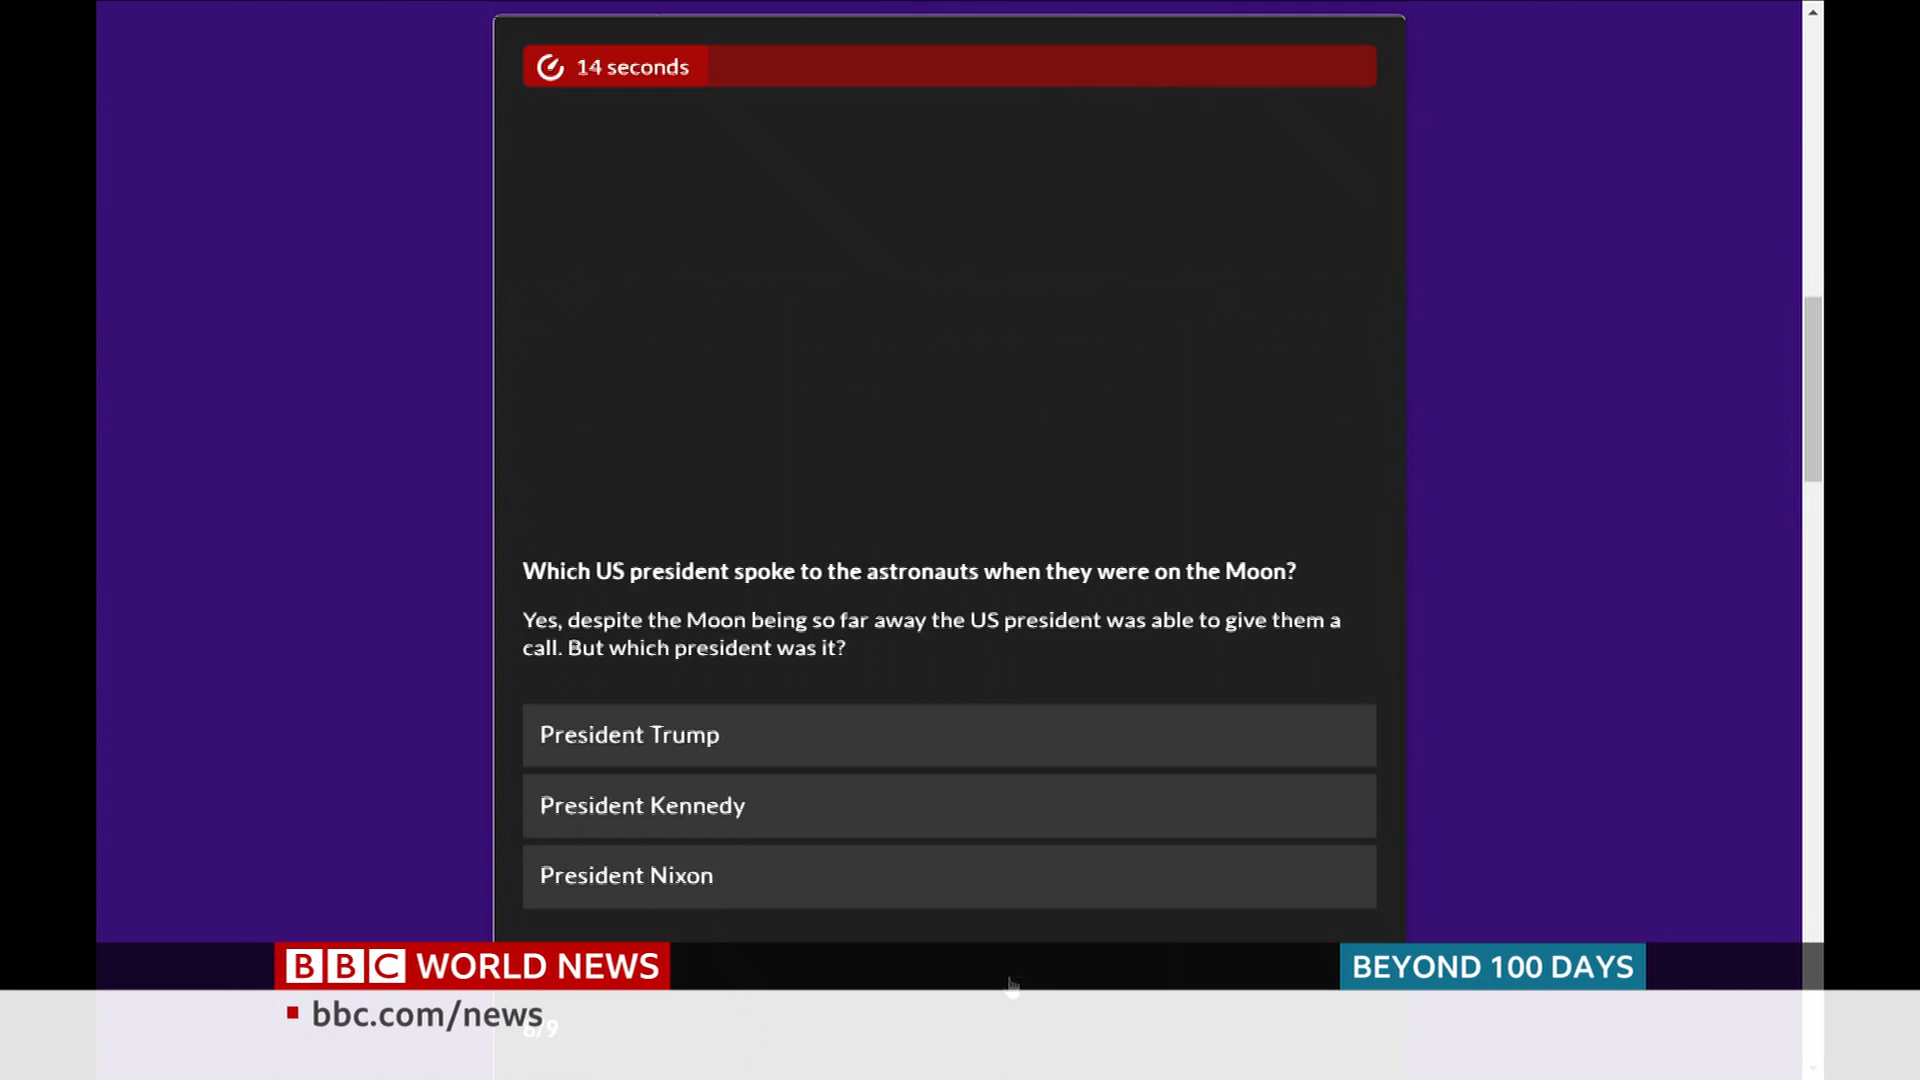 14 seconds
Which US president spoke to the astronauts when they were on the Moon?
Yes, despite the Moon being so far away the US president was able to give them a
call. But which president was it?
President Trump
President Kennedy
President Nixon
BBC WORLD NEWS
BEYOND 100 DAYS
bbc.com/news